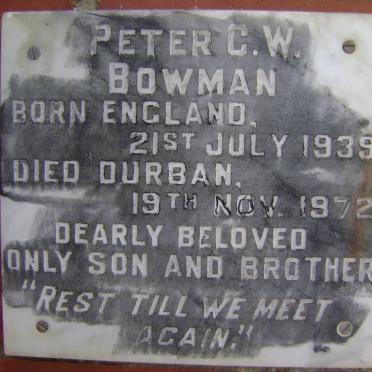 PETER C. W.
BOWMAN
BORN ENGLAND,
21ST JULY 1939
DIED DURBAN,
19TH NOV. 1972
DEARLY BELOVED
ONLY SON AND BROTHER
"REST TILL WE MEET
AGAIN."